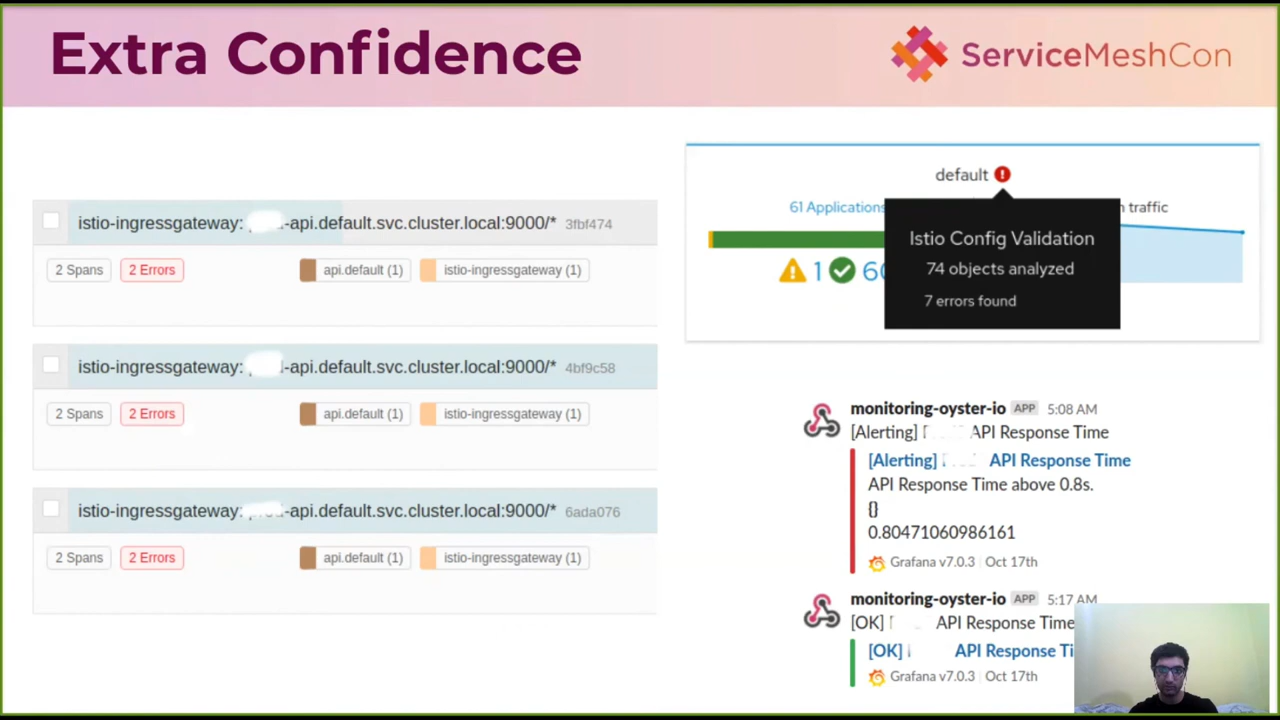 Extra Confidence
ServiceMeshCon
istio-ingressgateway: -api.default.svc.cluster.local:9000/* 3fbf474
2 Spans 2 Errors api.default (1) istio-ingressgateway (1)
istio-ingressgateway: -api.default.svc.cluster.local:9000/* 4bf9c58
2 Spans 2 Errors api.default (1) istio-ingressgateway (1)
istio-ingressgateway: -api.default.svc.cluster.local:9000/* 6ada076
2 Spans 2 Errors api.default (1) istio-ingressgateway (1)
default
61 Applications traffic
Istio Config Validation
74 objects analyzed
7 errors found
1 60
monitoring-oyster-io APP 5:08 AM
[Alerting] API Response Time
[Alerting] API Response Time
API Response Time above 0.8s.
{}
0.80471060986161
Grafana v7.0.3 | Oct 17th
monitoring-oyster-io APP 5:17 AM
[OK] API Response Time
[OK] API Response Ti
Grafana v7.0.3 | Oct 17th